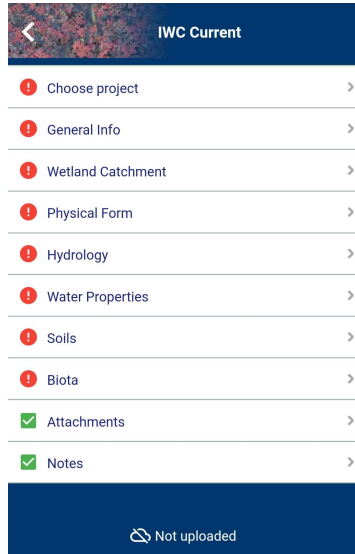 IWC Current
Choose project
General Info
Wetland Catchment
Physical Form
Hydrology
Water Properties
Soils
Biota
Attachments
Notes
Not uploaded